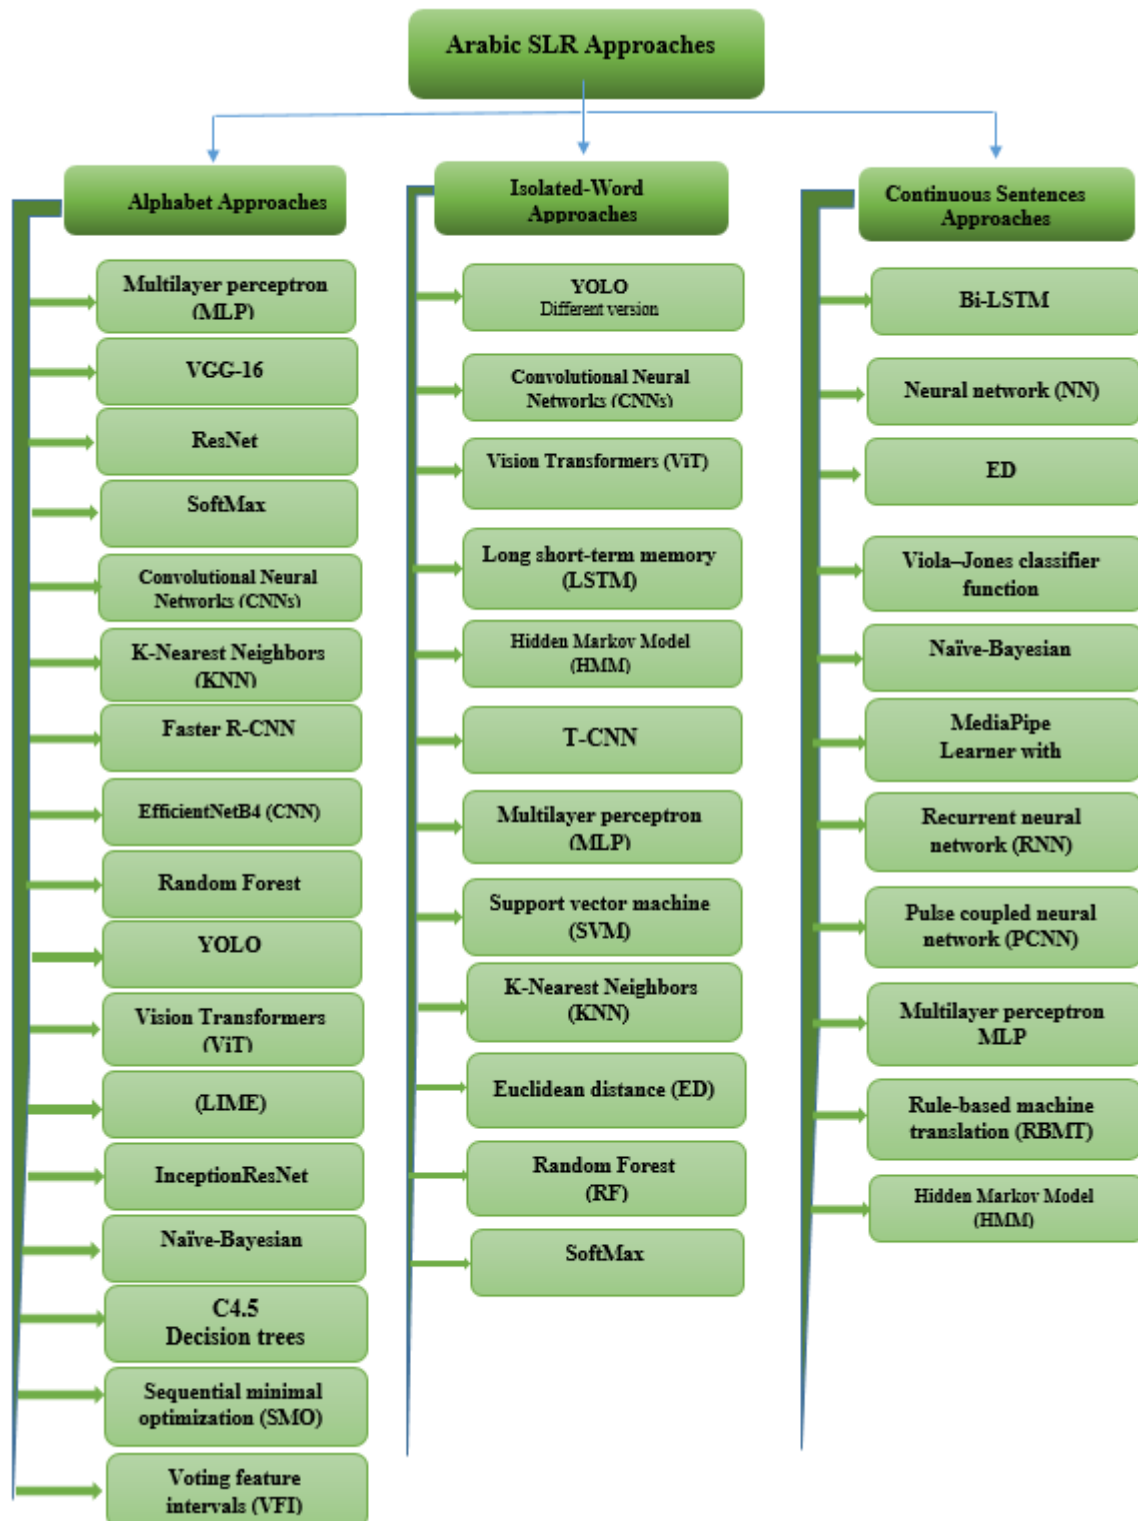 Arabic SLR Approaches
Alphabet Approaches
Multilayer perceptron
(MLP)
VGG-16
ResNet
SoftMax
Convolutional Neural
Networks (CNNs)
K-Nearest Neighbors
(KNN)
Faster R-CNN
EfficientNetB4 (CNN)
Random Forest
YOLO
Vision Transformers
(ViT)
(LIME)
InceptionResNet
Naïve-Bayesian
C4.5
Decision trees
Sequential minimal
optimization (SMO)
Voting feature
intervals (VFI)
Isolated-Word
Approaches
YOLO
Different version
Convolutional Neural
Networks (CNNs)
Vision Transformers (ViT)
Long short-term memory
(LSTM)
Hidden Markov Model
(HMM)
T-CNN
Multilayer perceptron
(MLP)
Support vector machine
(SVM)
K-Nearest Neighbors
(KNN)
Euclidean distance (ED)
Random Forest
(RF)
SoftMax
Continuous Sentences
Approaches
Bi-LSTM
Neural network (NN)
ED
Viola–Jones classifier
function
Naïve-Bayesian
MediaPipe
Learner with
Recurrent neural
network (RNN)
Pulse coupled neural
network (PCNN)
Multilayer perceptron
MLP
Rule-based machine
translation (RBMT)
Hidden Markov Model
(HMM)